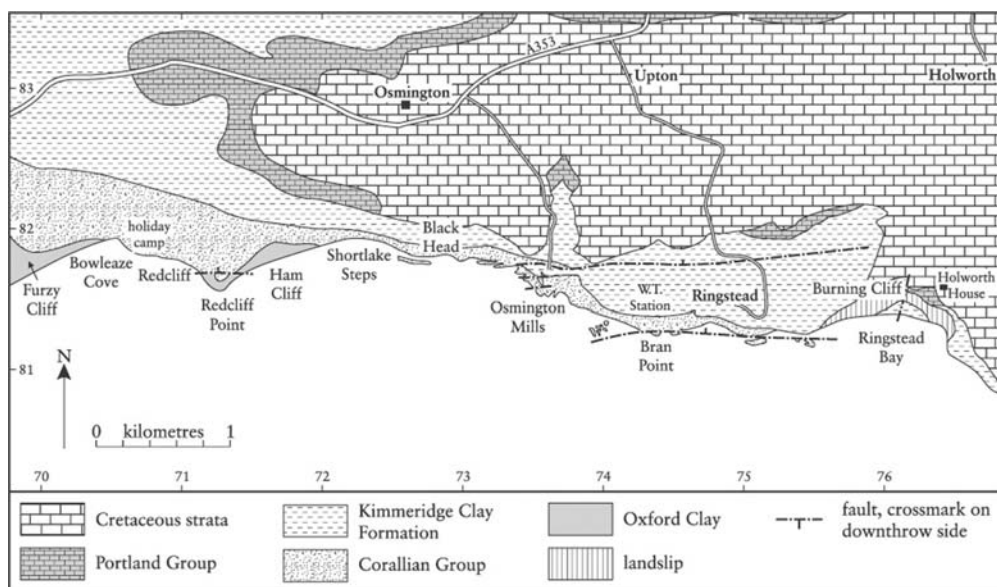 A353
83
Osmington
Upton
Holworth
82
Black
Head
holiday
camp
Shortlake
Steps
Bowleaze
Cove
Redcliff
Ham
Cliff
Furzy
Cliff
Redcliff
Point
Osmington
Mills
W.T.
Station
Ringstead
Burning Cliff
Holworth
House
Ringstead
Bay
Bran
Point
81
N
0 kilometres 1
70 71 72 73 74 75 76
Cretaceous strata
Kimmeridge Clay
Formation
Oxford Clay
fault, crossmark on
downthrow side
Portland Group
Corallian Group
landslip